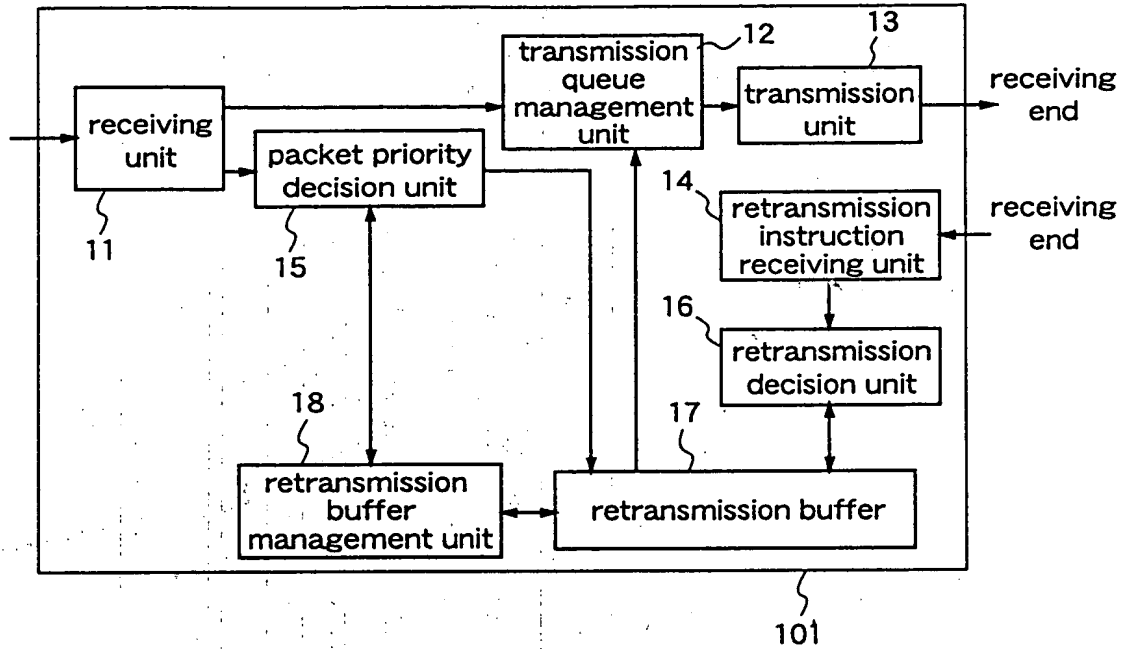 12
13
transmission
queue
management
unit
transmission
unit
receiving
end
receiving
unit
11
packet priority
decision unit
15
14
retransmission
instruction
receiving unit
receiving
end
16
retransmission
decision unit
18
retransmission
buffer
management unit
17
retransmission buffer
101